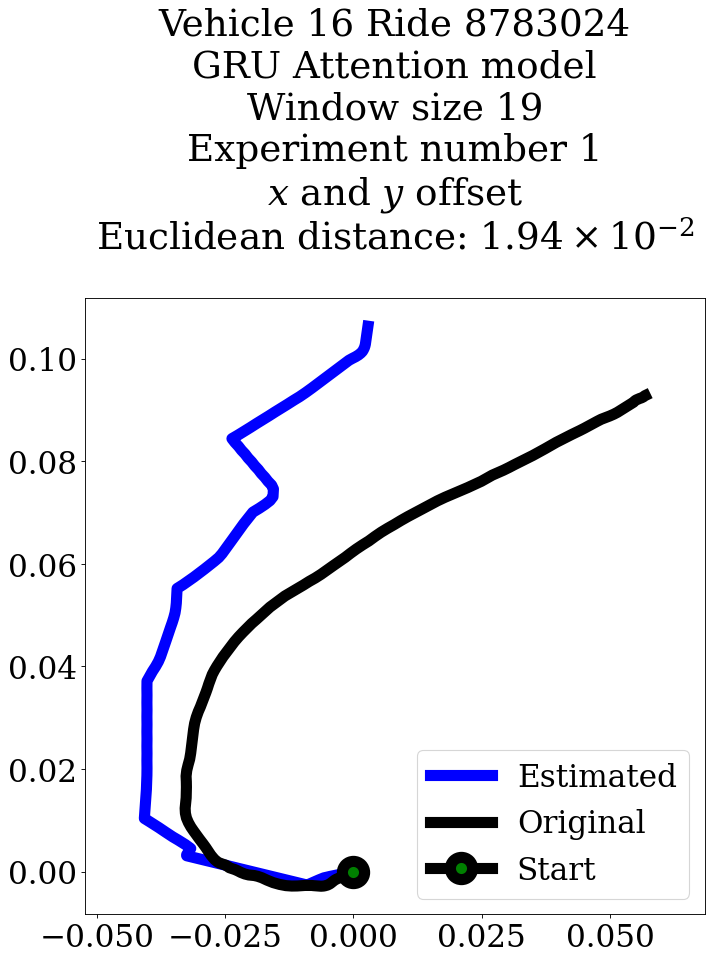 Vehicle 16 Ride 8783024
GRU Attention model
Window size 19
Experiment number 1
x and y offset
Euclidean distance: 1.94 × 10⁻²
0.10
0.08
0.06
0.04
0.02
0.00
Estimated
Original
Start
−0.050 −0.025 0.000 0.025 0.050